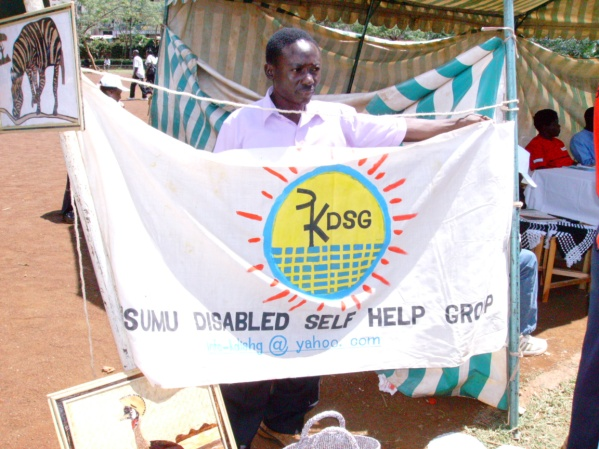 KDSG
SUMU DISABLED SELF HELP GROP
@ yahoo. com